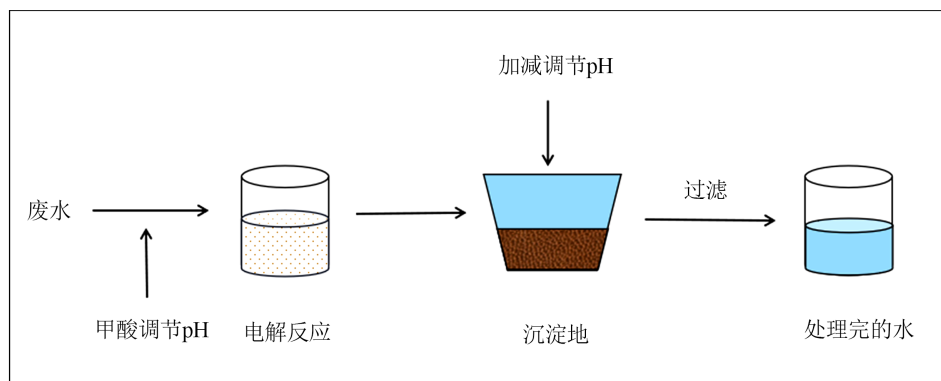 加减调节pH
过滤
废水
甲酸调节pH
电解反应
沉淀地
处理完的水